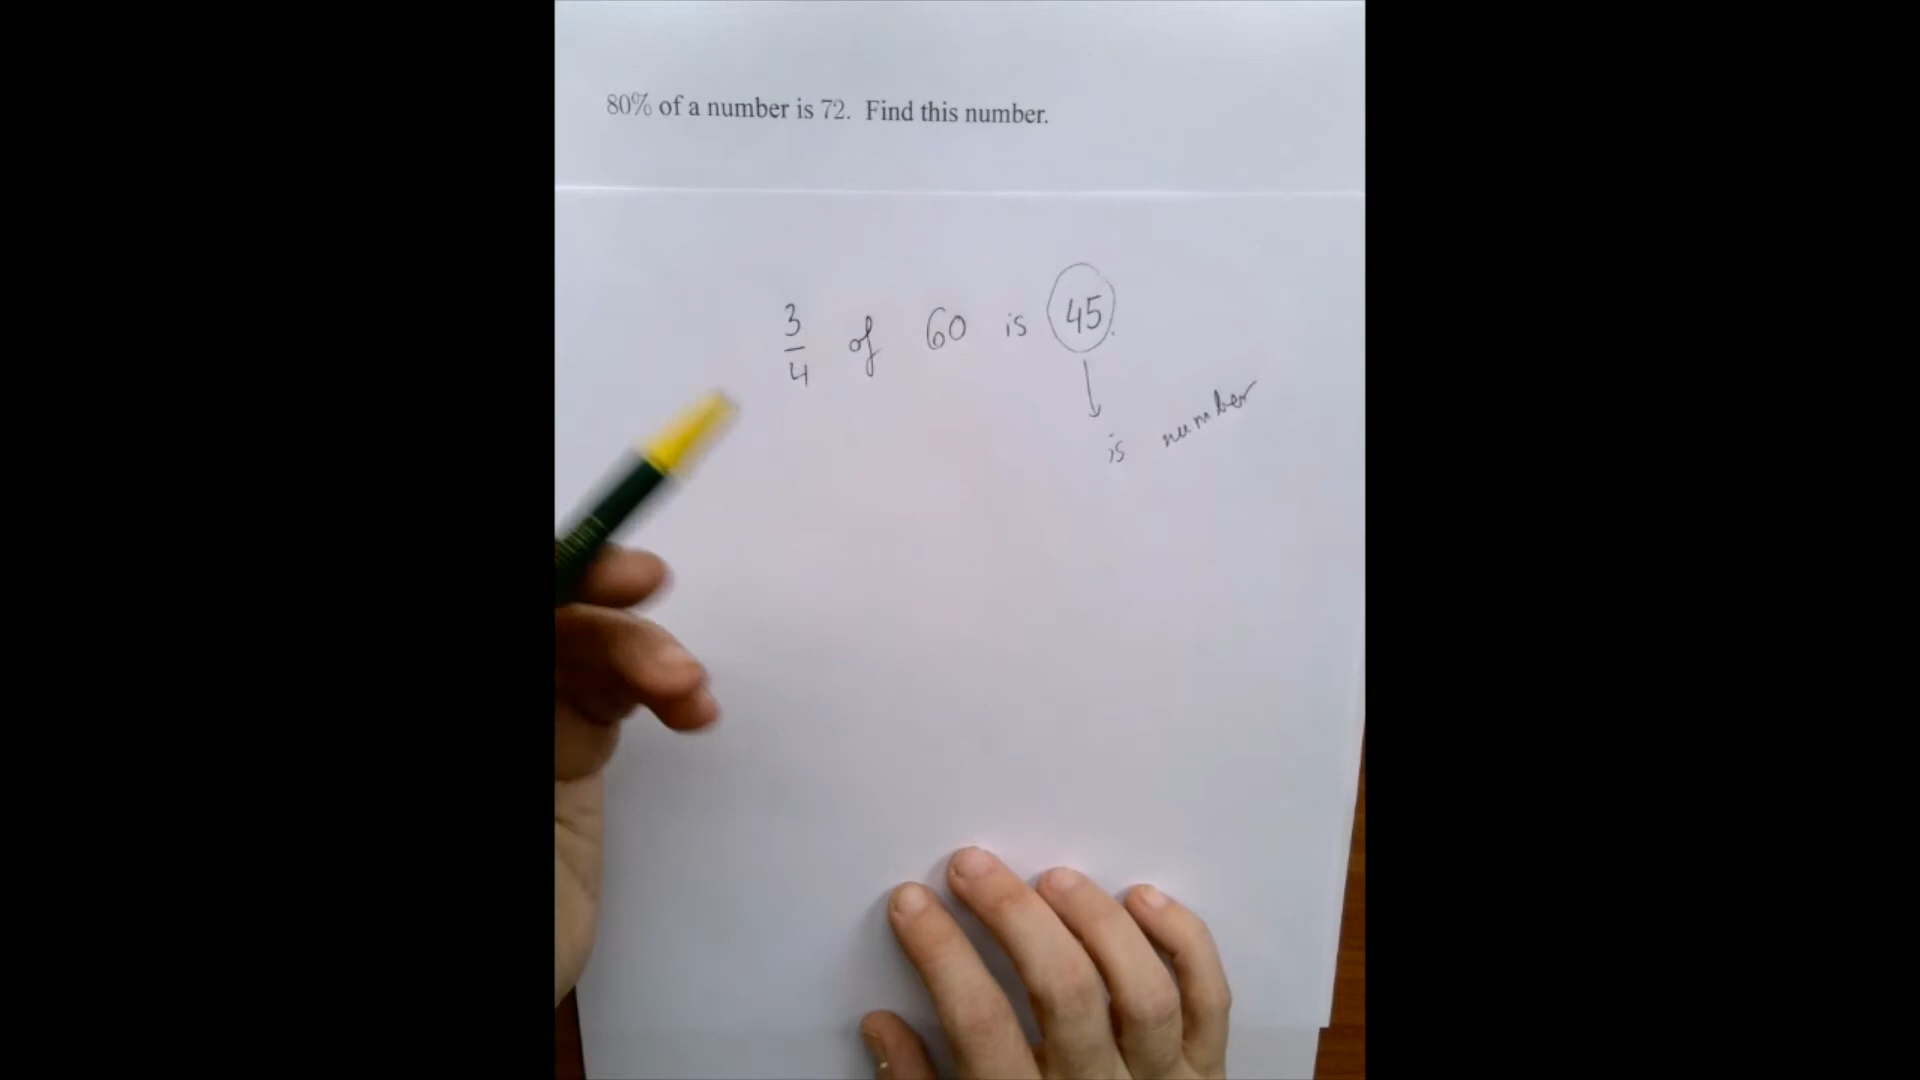 80% of a number is 72. Find this number.
3/4 of 60 is 45.
is number